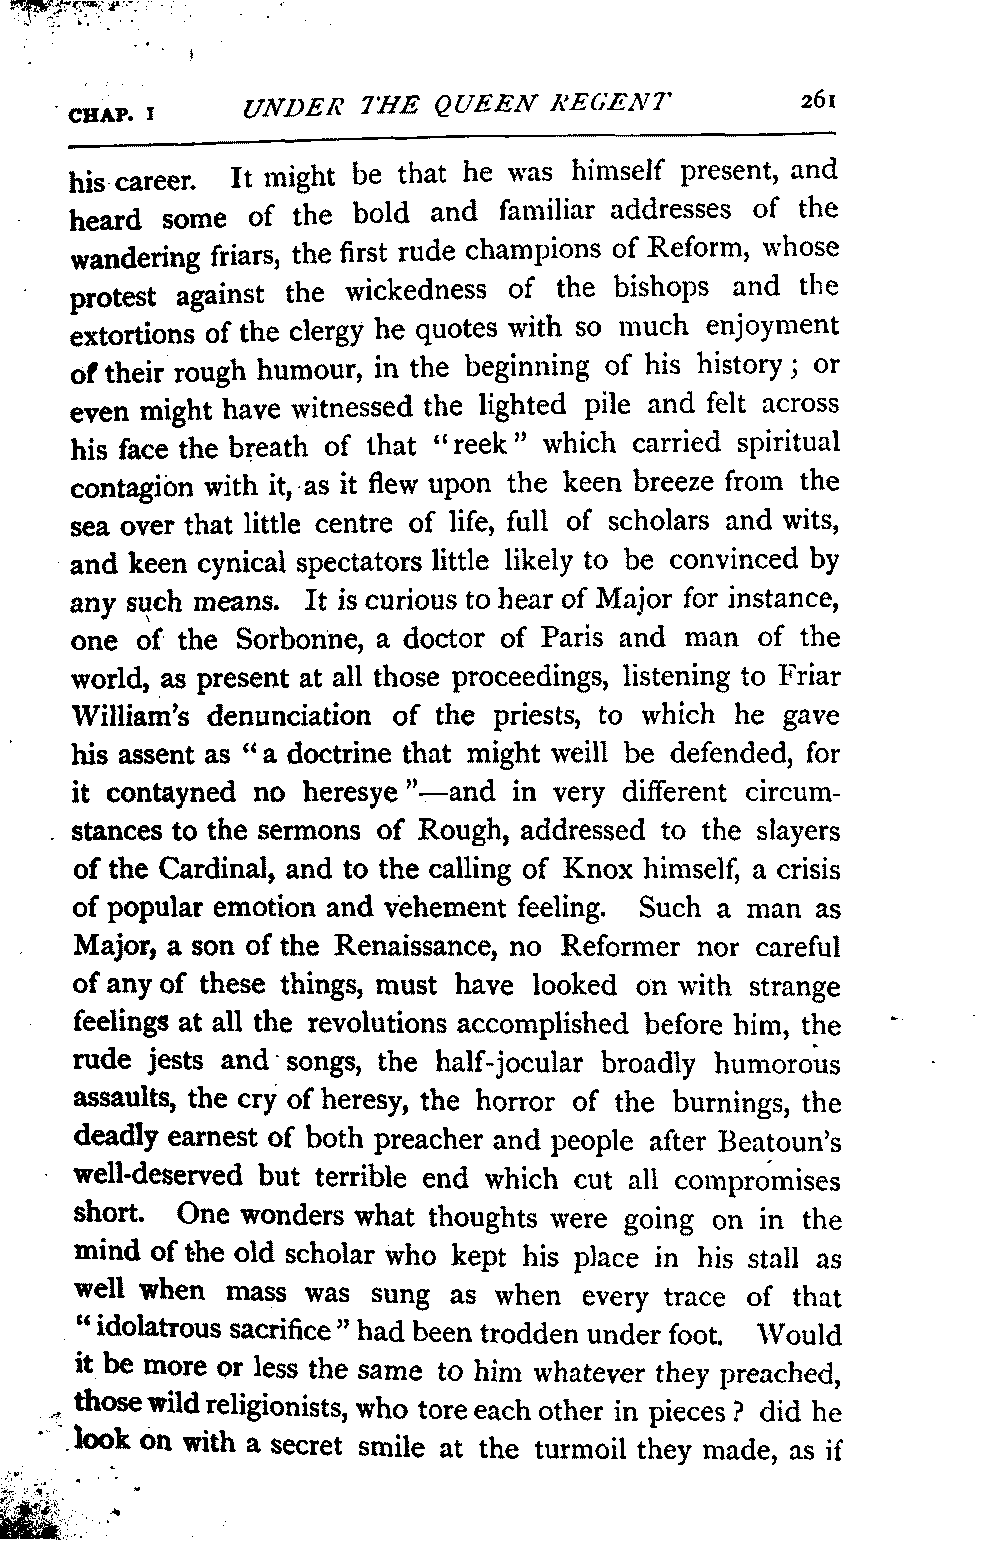 CHAP. I UNDER THE QUEEN REGENT 261
his career. It might be that he was himself present, and
heard some of the bold and familiar addresses of the
wandering friars, the first rude champions of Reform, whose
protest against the wickedness of the bishops and the
extortions of the clergy he quotes with so much enjoyment
of their rough humour, in the beginning of his history; or
even might have witnessed the lighted pile and felt across
his face the breath of that “reek” which carried spiritual
contagion with it, as it flew upon the keen breeze from the
sea over that little centre of life, full of scholars and wits,
and keen cynical spectators little likely to be convinced by
any such means. It is curious to hear of Major for instance,
one of the Sorbonne, a doctor of Paris and man of the
world, as present at all those proceedings, listening to Friar
William's denunciation of the priests, to which he gave
his assent as “a doctrine that might weill be defended, for
it contayned no heresye”—and in very different circum-
stances to the sermons of Rough, addressed to the slayers
of the Cardinal, and to the calling of Knox himself, a crisis
of popular emotion and vehement feeling. Such a man as
Major, a son of the Renaissance, no Reformer nor careful
of any of these things, must have looked on with strange
feelings at all the revolutions accomplished before him, the
rude jests and songs, the half-jocular broadly humorous
assaults, the cry of heresy, the horror of the burnings, the
deadly earnest of both preacher and people after Beatoun's
well-deserved but terrible end which cut all compromises
short. One wonders what thoughts were going on in the
mind of the old scholar who kept his place in his stall as
well when mass was sung as when every trace of that
“idolatrous sacrifice” had been trodden under foot. Would
it be more or less the same to him whatever they preached,
those wild religionists, who tore each other in pieces? did he
look on with a secret smile at the turmoil they made, as if